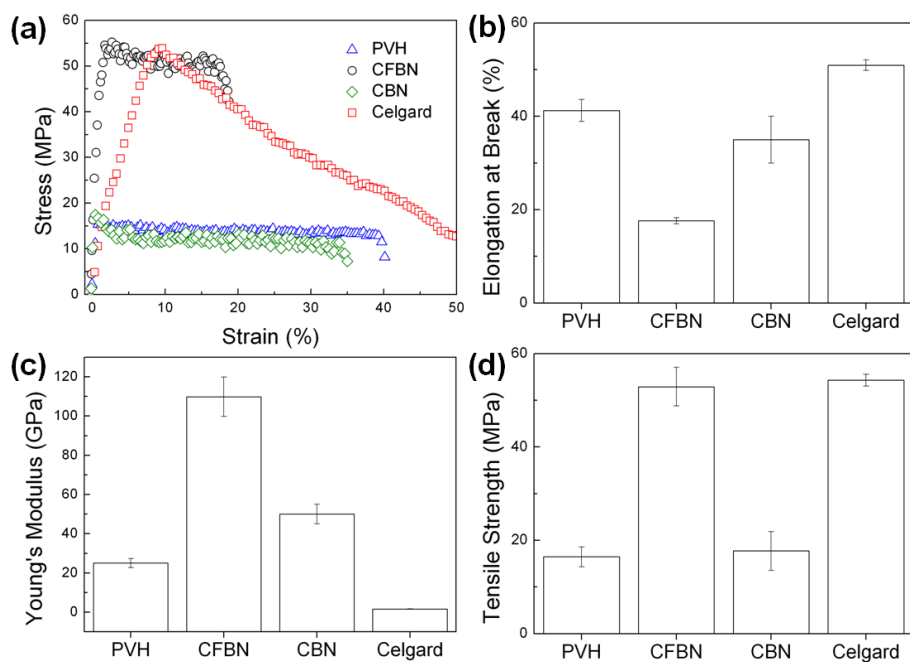 (a)
60
50
40
30
20
10
0
Stress (MPa)
0 10 20 30 40 50
Strain (%)
PVH
CFBN
CBN
Celgard
(b)
60
40
20
0
Elongation at Break (%)
PVH CFBN CBN Celgard
(c)
120
100
80
60
40
20
0
Young's Modulus (GPa)
PVH CFBN CBN Celgard
(d)
60
40
20
0
Tensile Strength (MPa)
PVH CFBN CBN Celgard